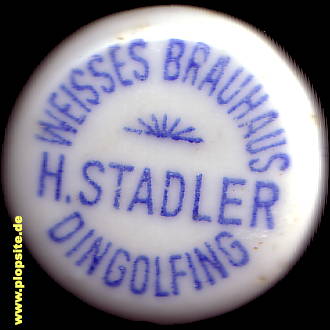 WEISSES BRAUHAUS
H. STADLER
DINGOLFING
www.plopsite.de